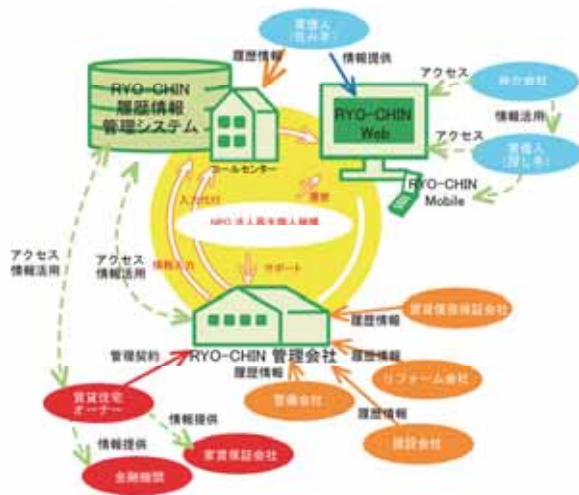 賃借人
(住み手)
履歴情報
情報提供
RYO-CHIN
履歴情報
管理システム
コールセンター
RYO-CHIN
Web
アクセス
仲介会社
情報活用
アクセス
賃借人
(探し手)
RYO-CHIN
Mobile
入力代行
運営
NPO法人再生職人機構
アクセス
情報活用
アクセス
情報活用
情報入力
サポート
賃貸債務保証会社
履歴情報
管理契約
RYO-CHIN 管理会社
履歴情報
履歴情報
リフォーム会社
賃貸住宅
オーナー
情報提供
警備会社
履歴情報
建設会社
情報提供
家賃保証会社
金融機関